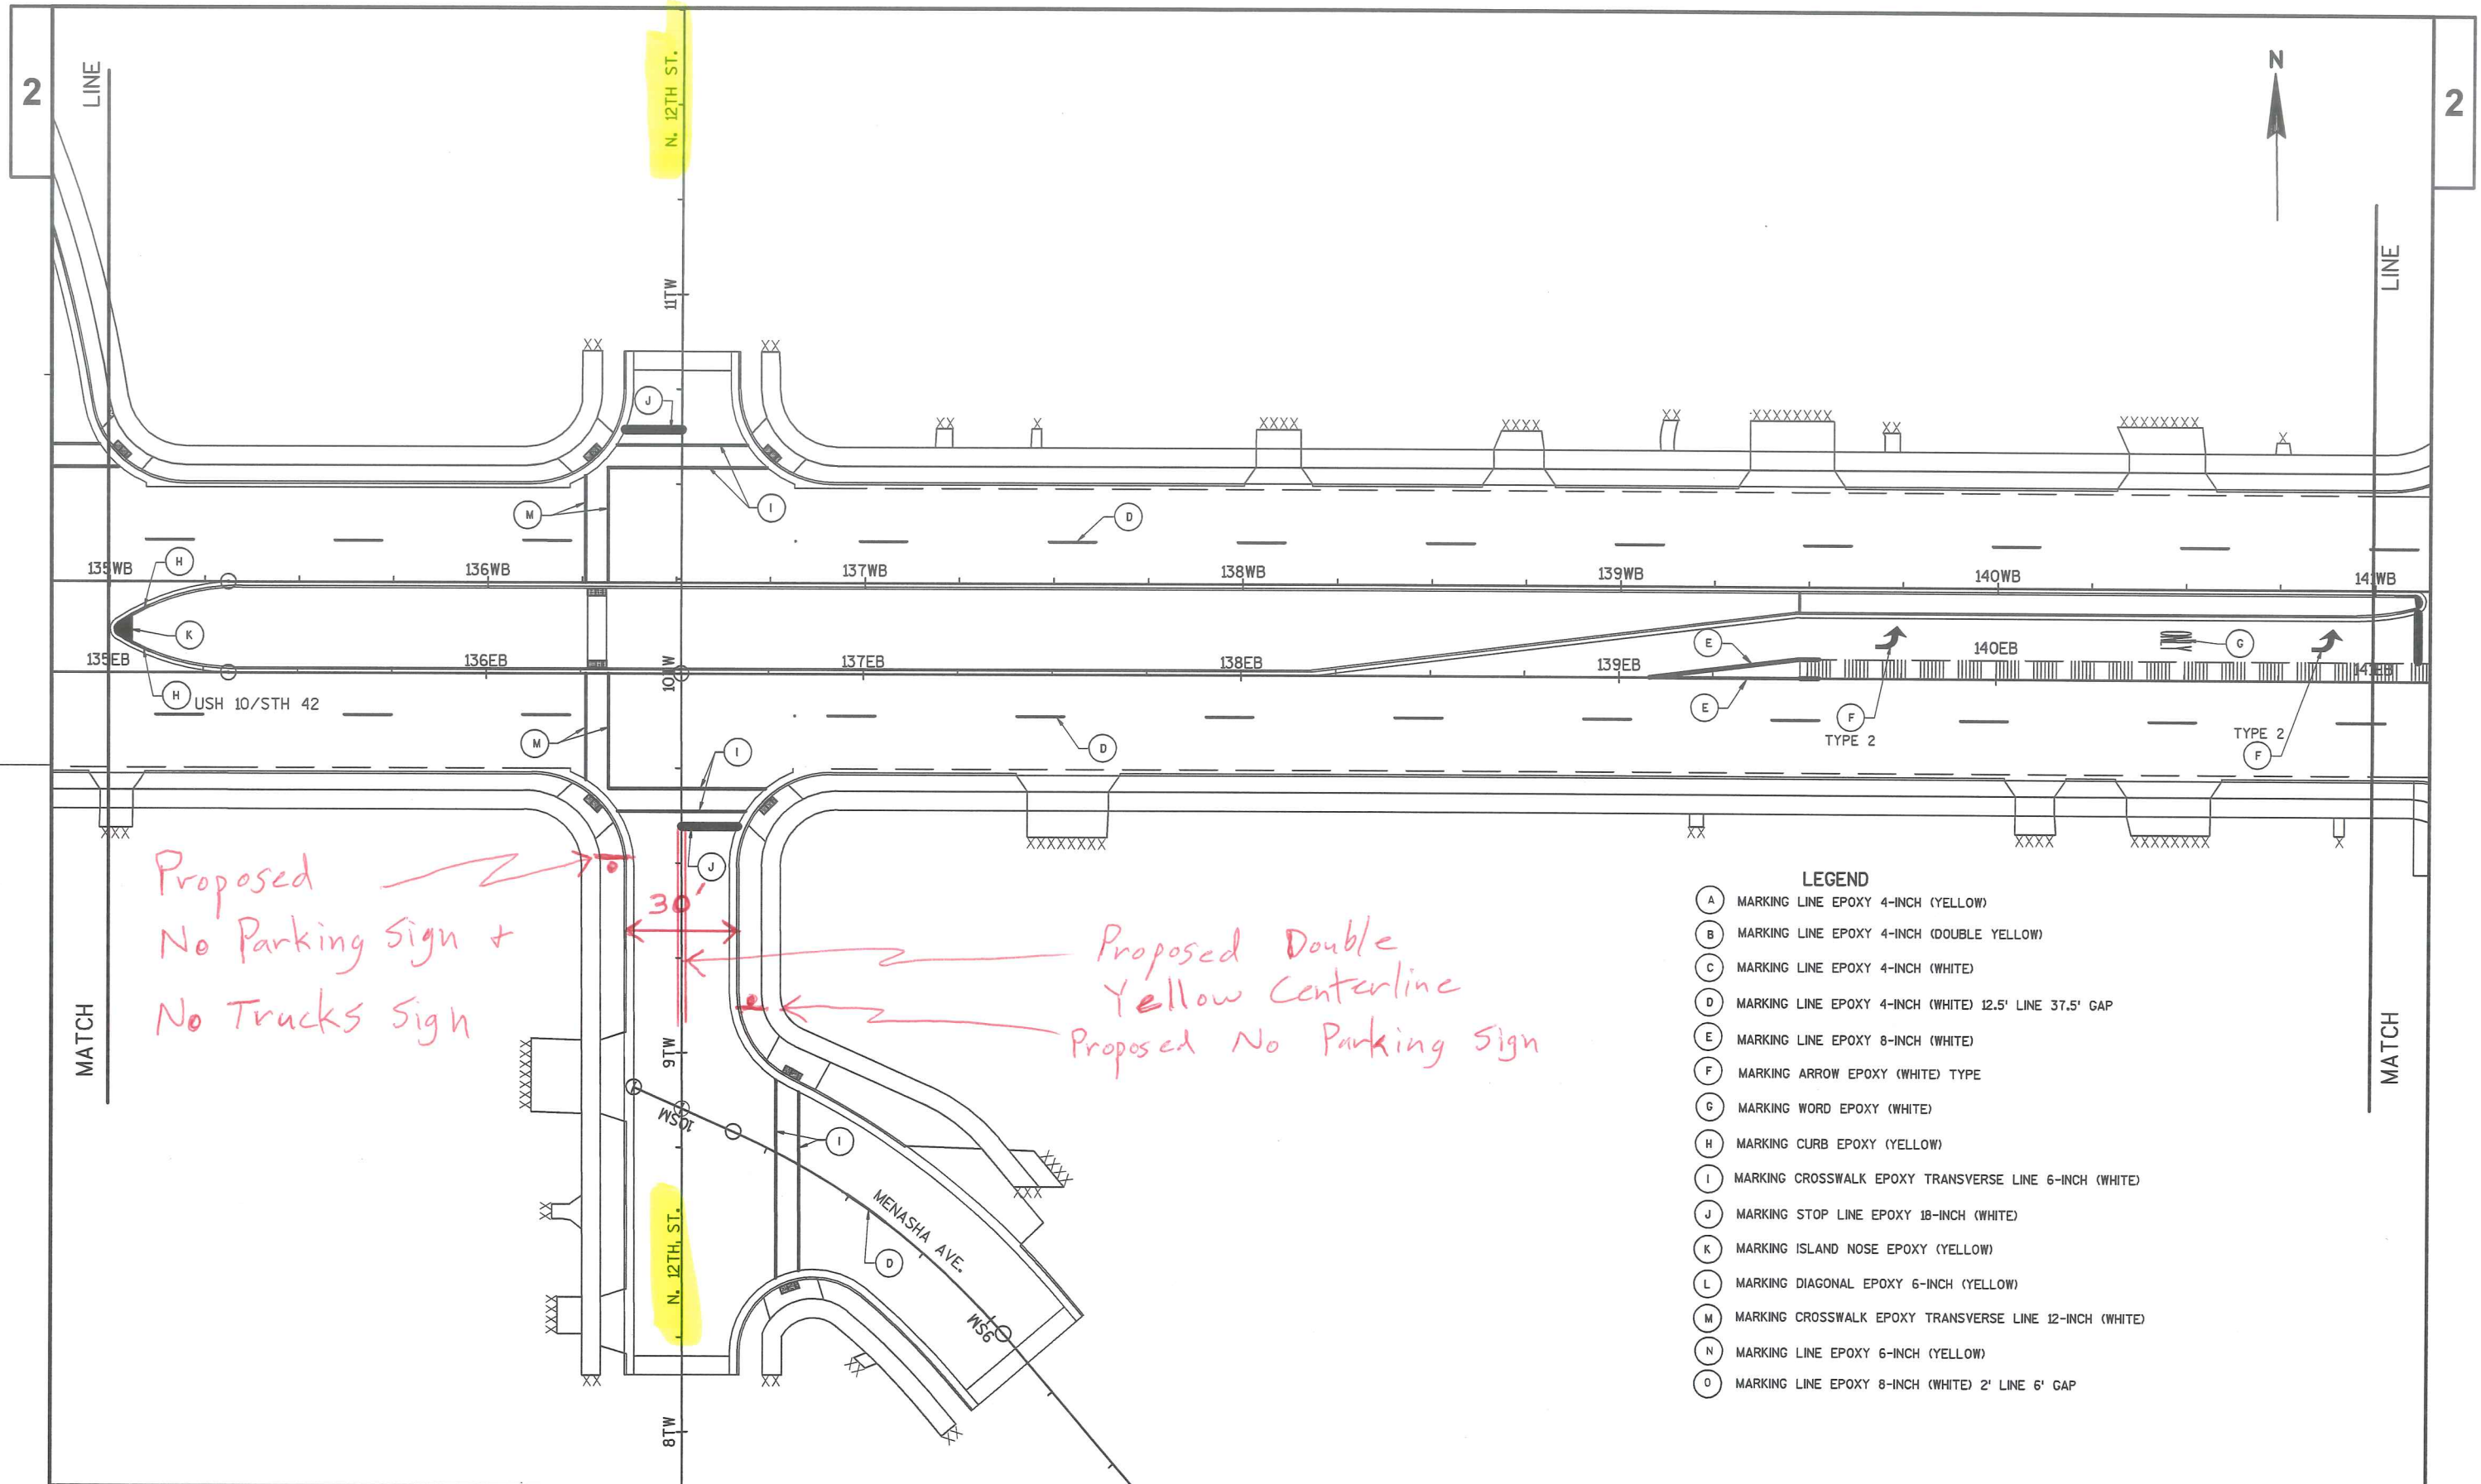 2
LINE
N. 12TH ST.
N
2
LINE
11TW
XX
XX
J
XX
X
XXXX
XXXX
XX
XXXXXXXX
XX
XXXXXXXX
X
M
I
D
H
135WB
136WB
137WB
138WB
139WB
140WB
141WB
K
E
G
135EB
136EB
10TW
137EB
138EB
139EB
140EB
141EB
H
USH 10/STH 42
E
F
TYPE 2
TYPE 2
F
M
I
D
XXX
XXXXXXXX
XX
XXXX
XXXXXXXX
X
J
30'
Proposed
No Parking Sign +
No Trucks Sign
Proposed Double
Yellow Centerline
Proposed No Parking Sign
MATCH
MATCH
9TW
XXXXXXXX
10SM
I
XXXX
XXX
MENASHA AVE.
XX
D
N. 12TH, ST.
XXXX
9SM
XX
XX
XX
XX
8TW
LEGEND
A MARKING LINE EPOXY 4-INCH (YELLOW)
B MARKING LINE EPOXY 4-INCH (DOUBLE YELLOW)
C MARKING LINE EPOXY 4-INCH (WHITE)
D MARKING LINE EPOXY 4-INCH (WHITE) 12.5' LINE 37.5' GAP
E MARKING LINE EPOXY 8-INCH (WHITE)
F MARKING ARROW EPOXY (WHITE) TYPE
G MARKING WORD EPOXY (WHITE)
H MARKING CURB EPOXY (YELLOW)
I MARKING CROSSWALK EPOXY TRANSVERSE LINE 6-INCH (WHITE)
J MARKING STOP LINE EPOXY 18-INCH (WHITE)
K MARKING ISLAND NOSE EPOXY (YELLOW)
L MARKING DIAGONAL EPOXY 6-INCH (YELLOW)
M MARKING CROSSWALK EPOXY TRANSVERSE LINE 12-INCH (WHITE)
N MARKING LINE EPOXY 6-INCH (YELLOW)
O MARKING LINE EPOXY 8-INCH (WHITE) 2' LINE 6' GAP